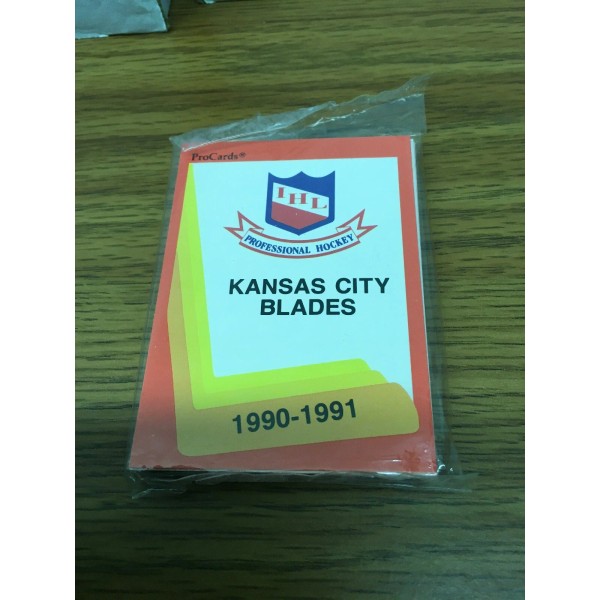 ProCards®
IHL
PROFESSIONAL HOCKEY
KANSAS CITY
BLADES
1990-1991